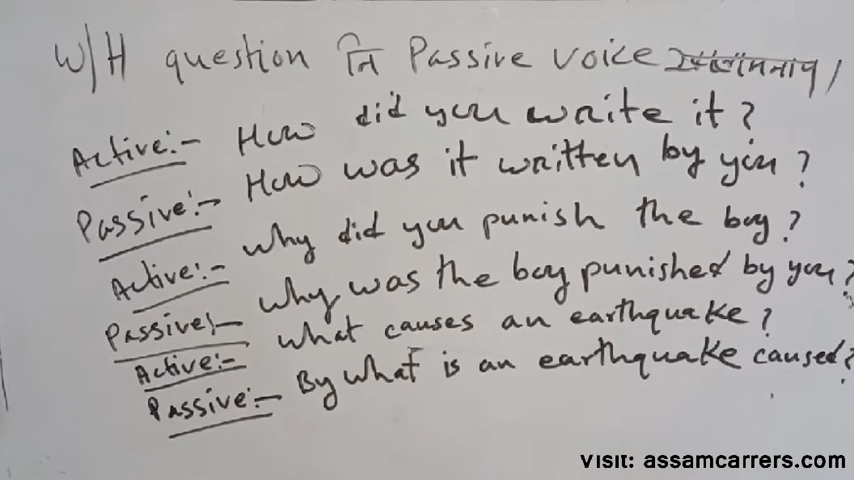 W/H question কি Passive voice
Active:- How did you write it?
Passive:- How was it written by you?
Active:- Why did you punish the boy?
Passive:- Why was the boy punished by you?
Active:- What causes an earthquake?
Passive:- By what is an earthquake caused?
Visit: assamcarrers.com